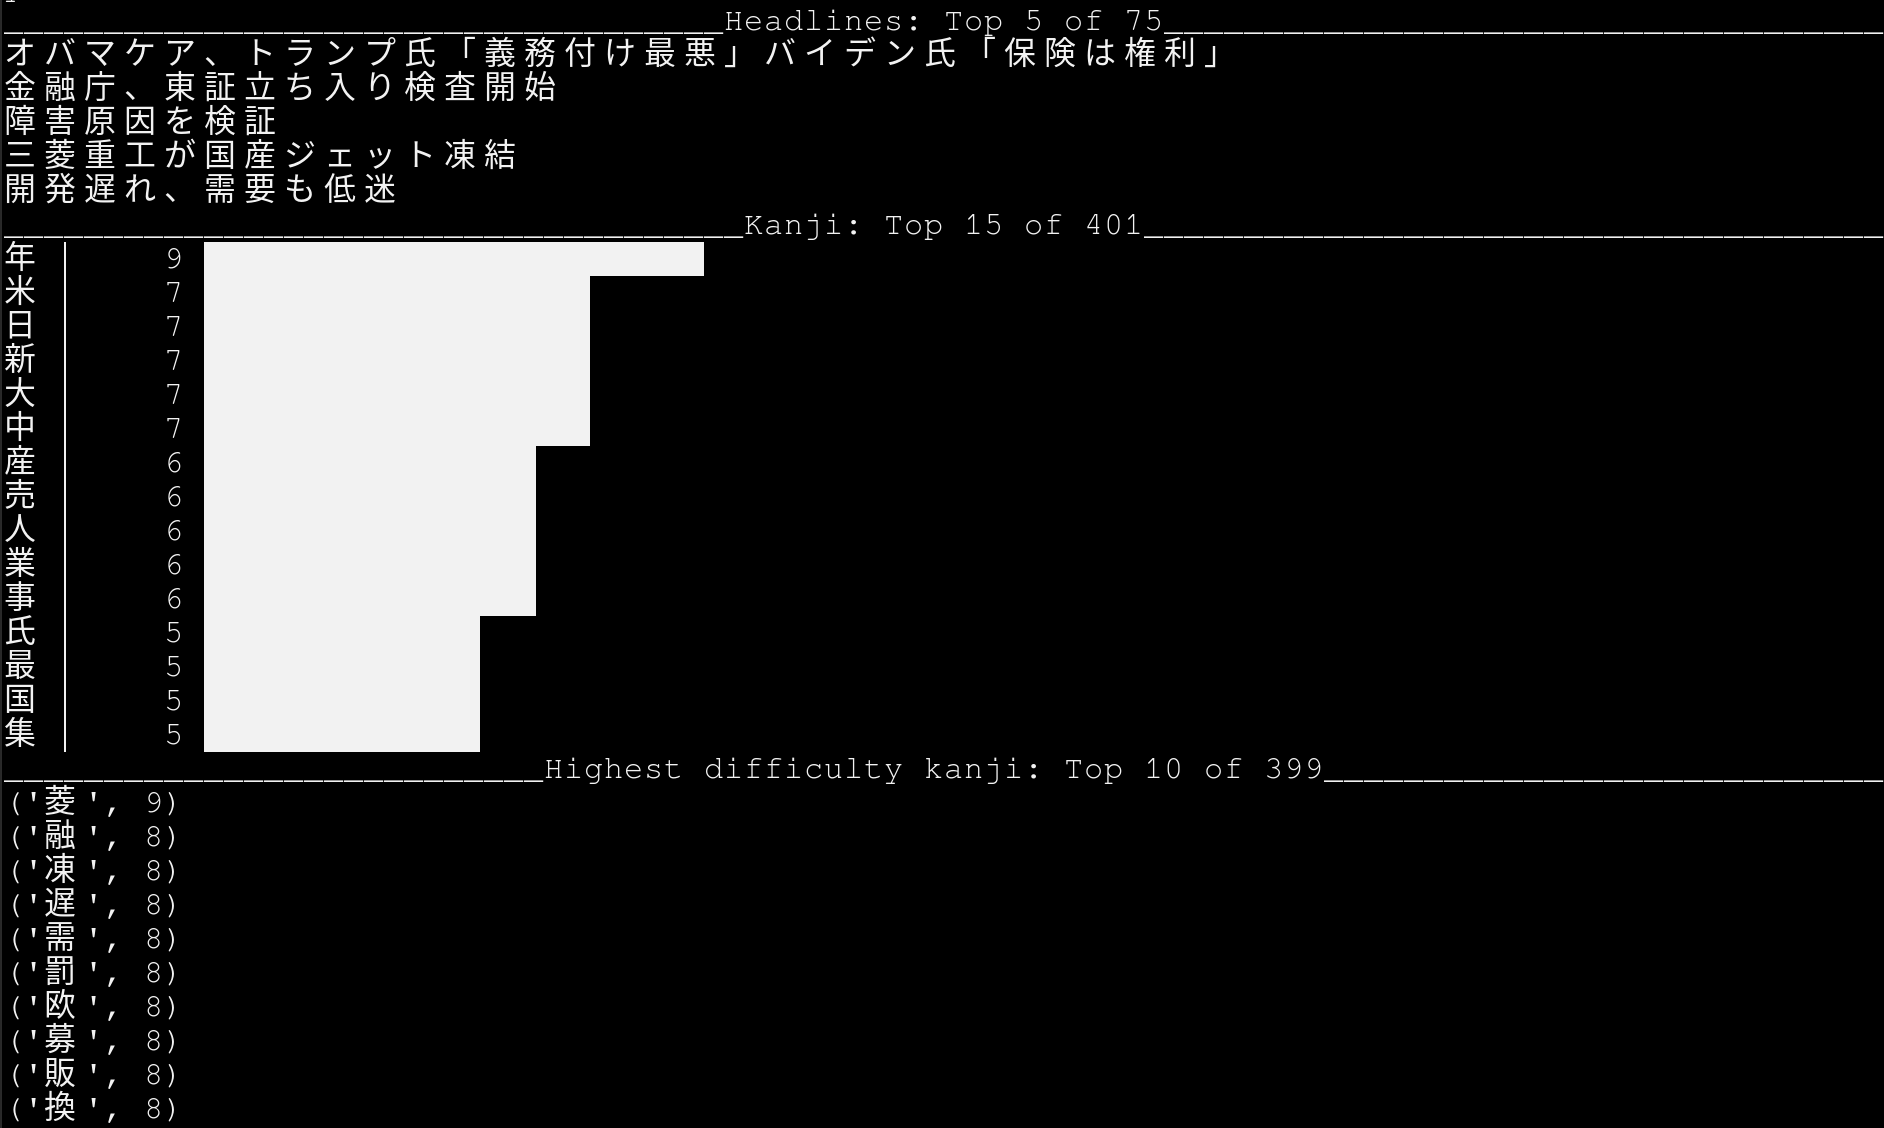 Headlines: Top 5 of 75
オバマケア、トランプ氏「義務付け最悪」バイデン氏「保険は権利」
金融庁、東証立ち入り検査開始
障害原因を検証
三菱重工が国産ジェット凍結
開発遅れ、需要も低迷
Kanji: Top 15 of 401
年 9
米 7
日 7
新 7
大 7
中 7
産 6
売 6
人 6
業 6
事 6
氏 5
最 5
国 5
集 5
Highest difficulty kanji: Top 10 of 399
('菱', 9)
('融', 8)
('凍', 8)
('遅', 8)
('需', 8)
('罰', 8)
('欧', 8)
('募', 8)
('販', 8)
('換', 8)